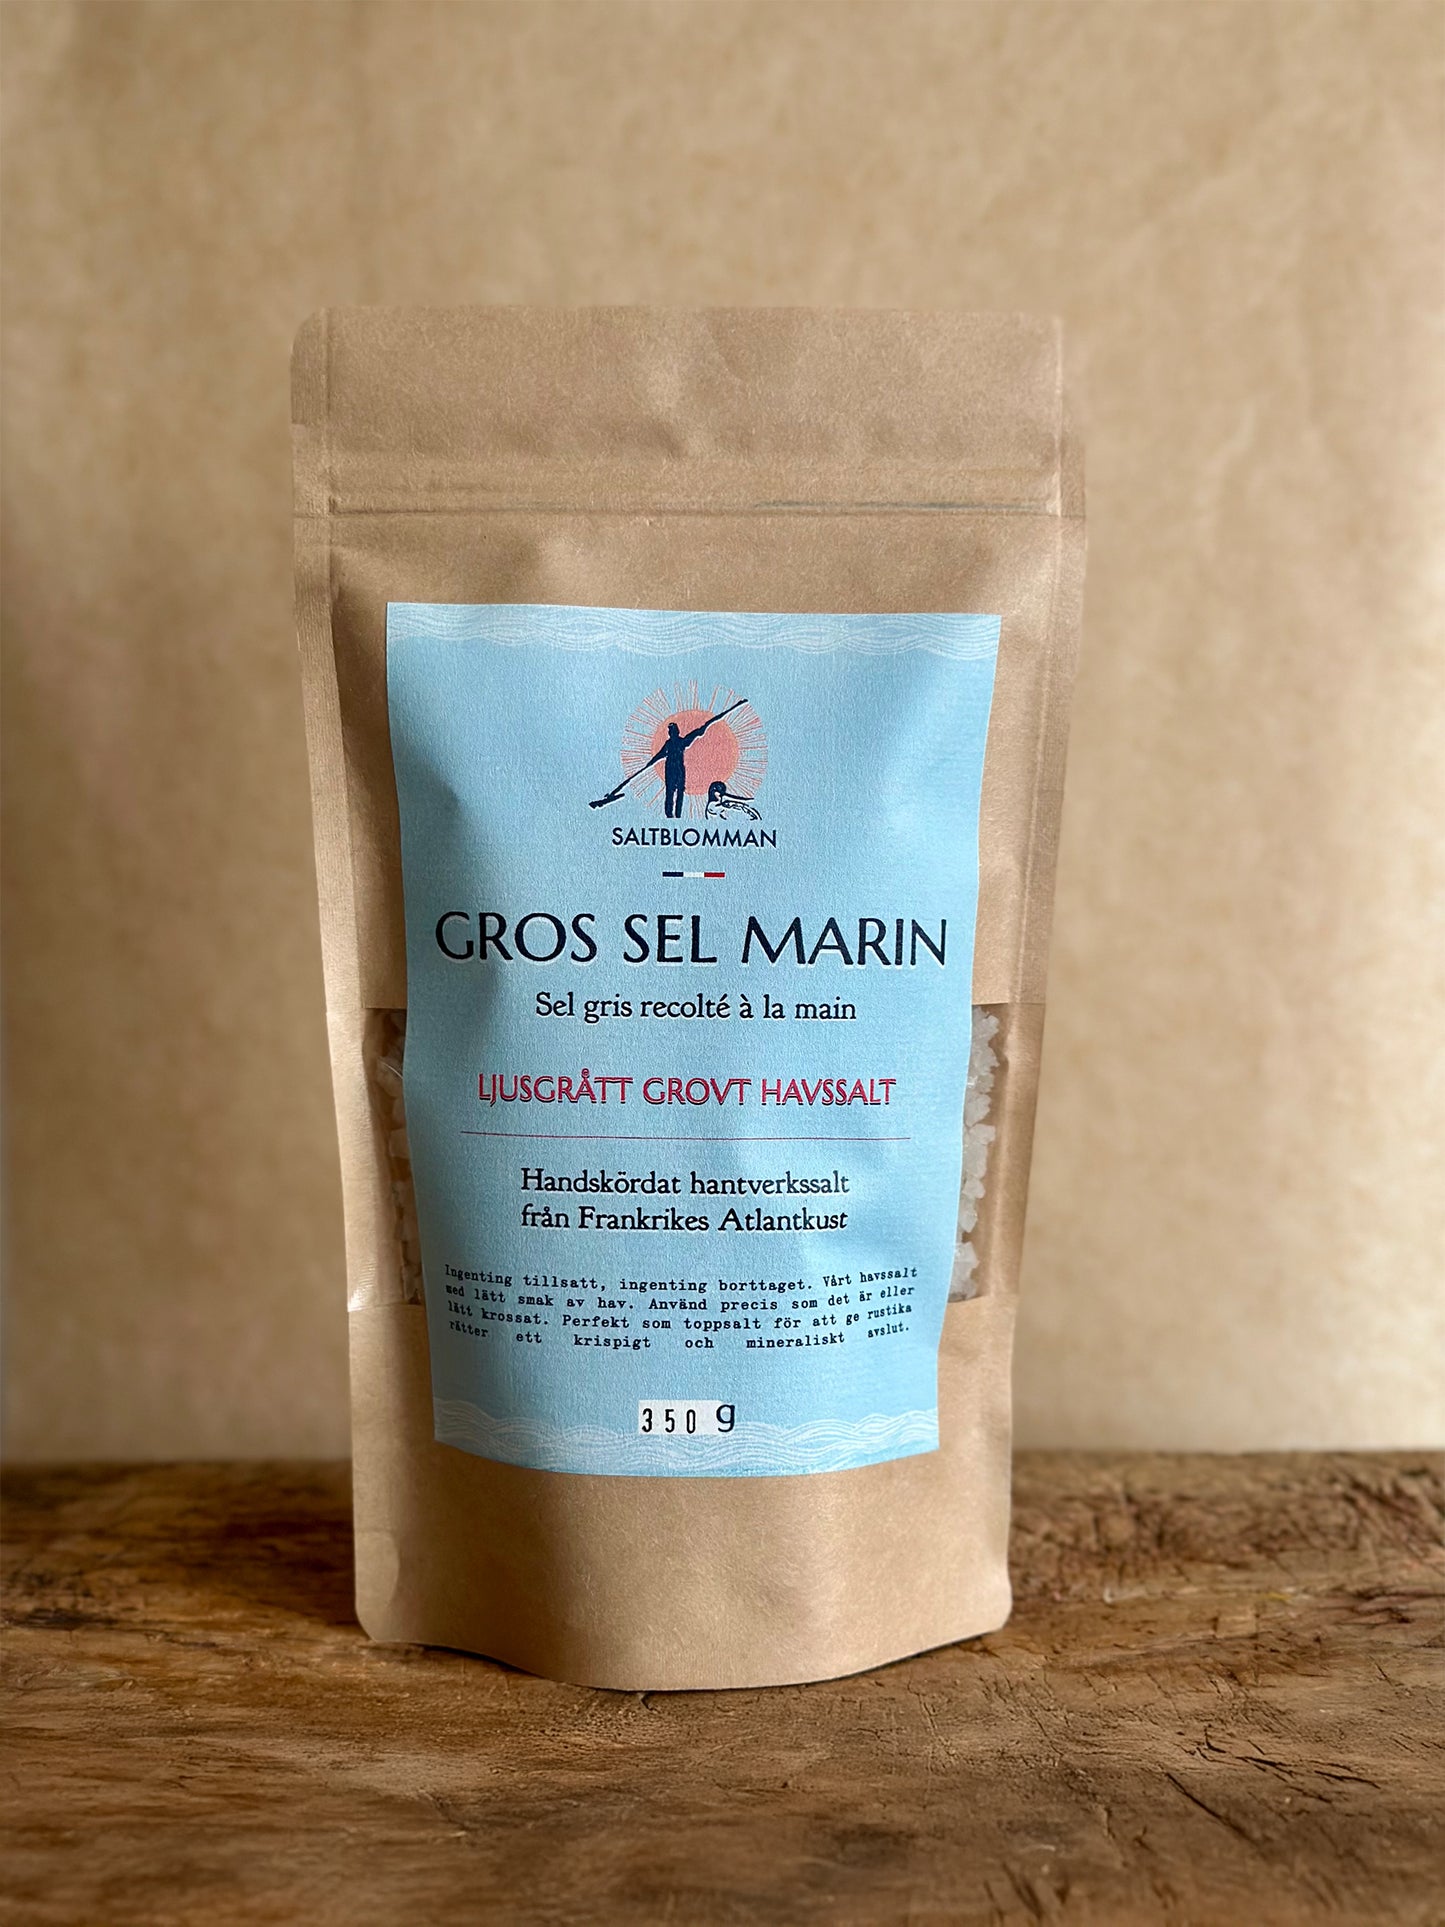 SALTBLOMMAN
GROS SEL MARIN
Sel gris recolté à la main
LJUSGRÅTT GROVT HAVSSALT
Handskördat hantverkssalt
från Frankrikes Atlantkust
Ingenting tillsatt, ingenting borttaget. Vårt havssalt
med lätt smak av hav. Använd precis som det är eller
lätt krossat. Perfekt som toppsalt för att ge rustika
rätter ett krispigt och mineraliskt avslut.
350 g